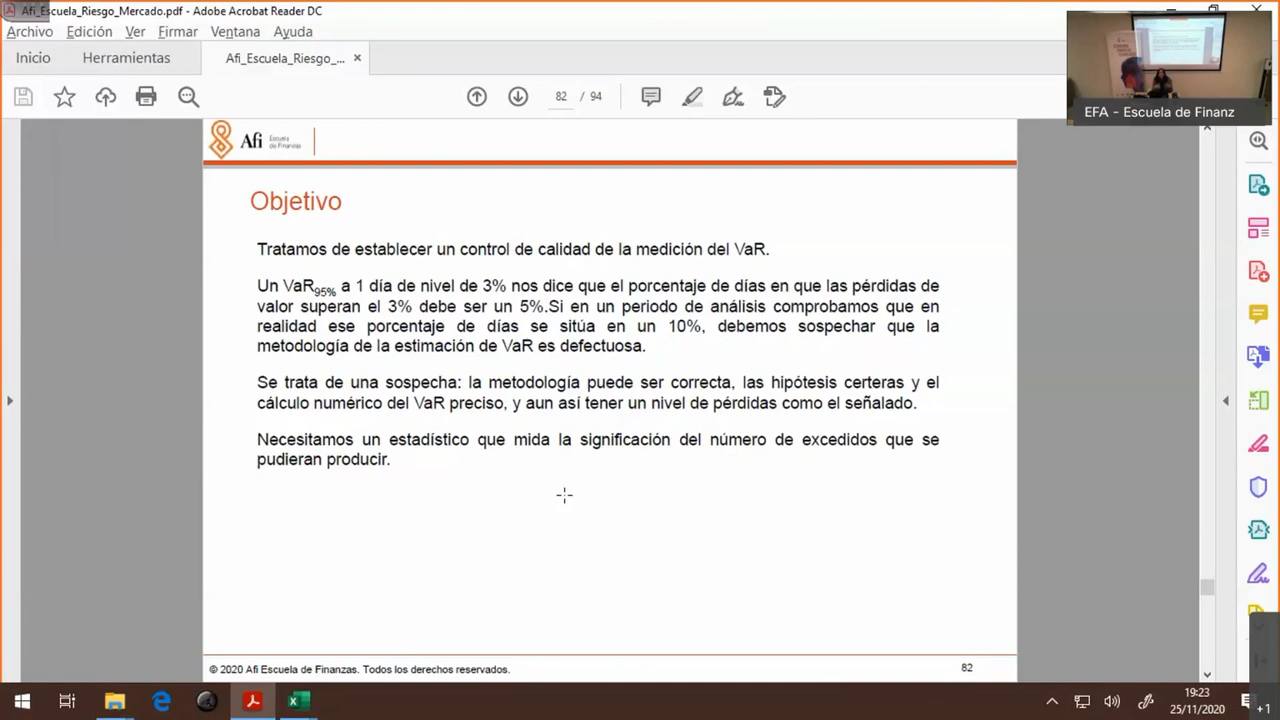 Afi_Escuela_Riesgo_Mercado.pdf - Adobe Acrobat Reader DC
Archivo Edición Ver Firmar Ventana Ayuda
Inicio Herramientas Afi_Escuela_Riesgo_... ×
82 / 94
EFA - Escuela de Finanz
Afi Escuela de Finanzas
Objetivo
Tratamos de establecer un control de calidad de la medición del VaR.
Un VaR95% a 1 día de nivel de 3% nos dice que el porcentaje de días en que las pérdidas de
valor superan el 3% debe ser un 5%.Si en un periodo de análisis comprobamos que en
realidad ese porcentaje de días se sitúa en un 10%, debemos sospechar que la
metodología de la estimación de VaR es defectuosa.
Se trata de una sospecha: la metodología puede ser correcta, las hipótesis certeras y el
cálculo numérico del VaR preciso, y aun así tener un nivel de pérdidas como el señalado.
Necesitamos un estadístico que mida la significación del número de excedidos que se
pudieran producir.
© 2020 Afi Escuela de Finanzas. Todos los derechos reservados.
82
19:23
25/11/2020
+1